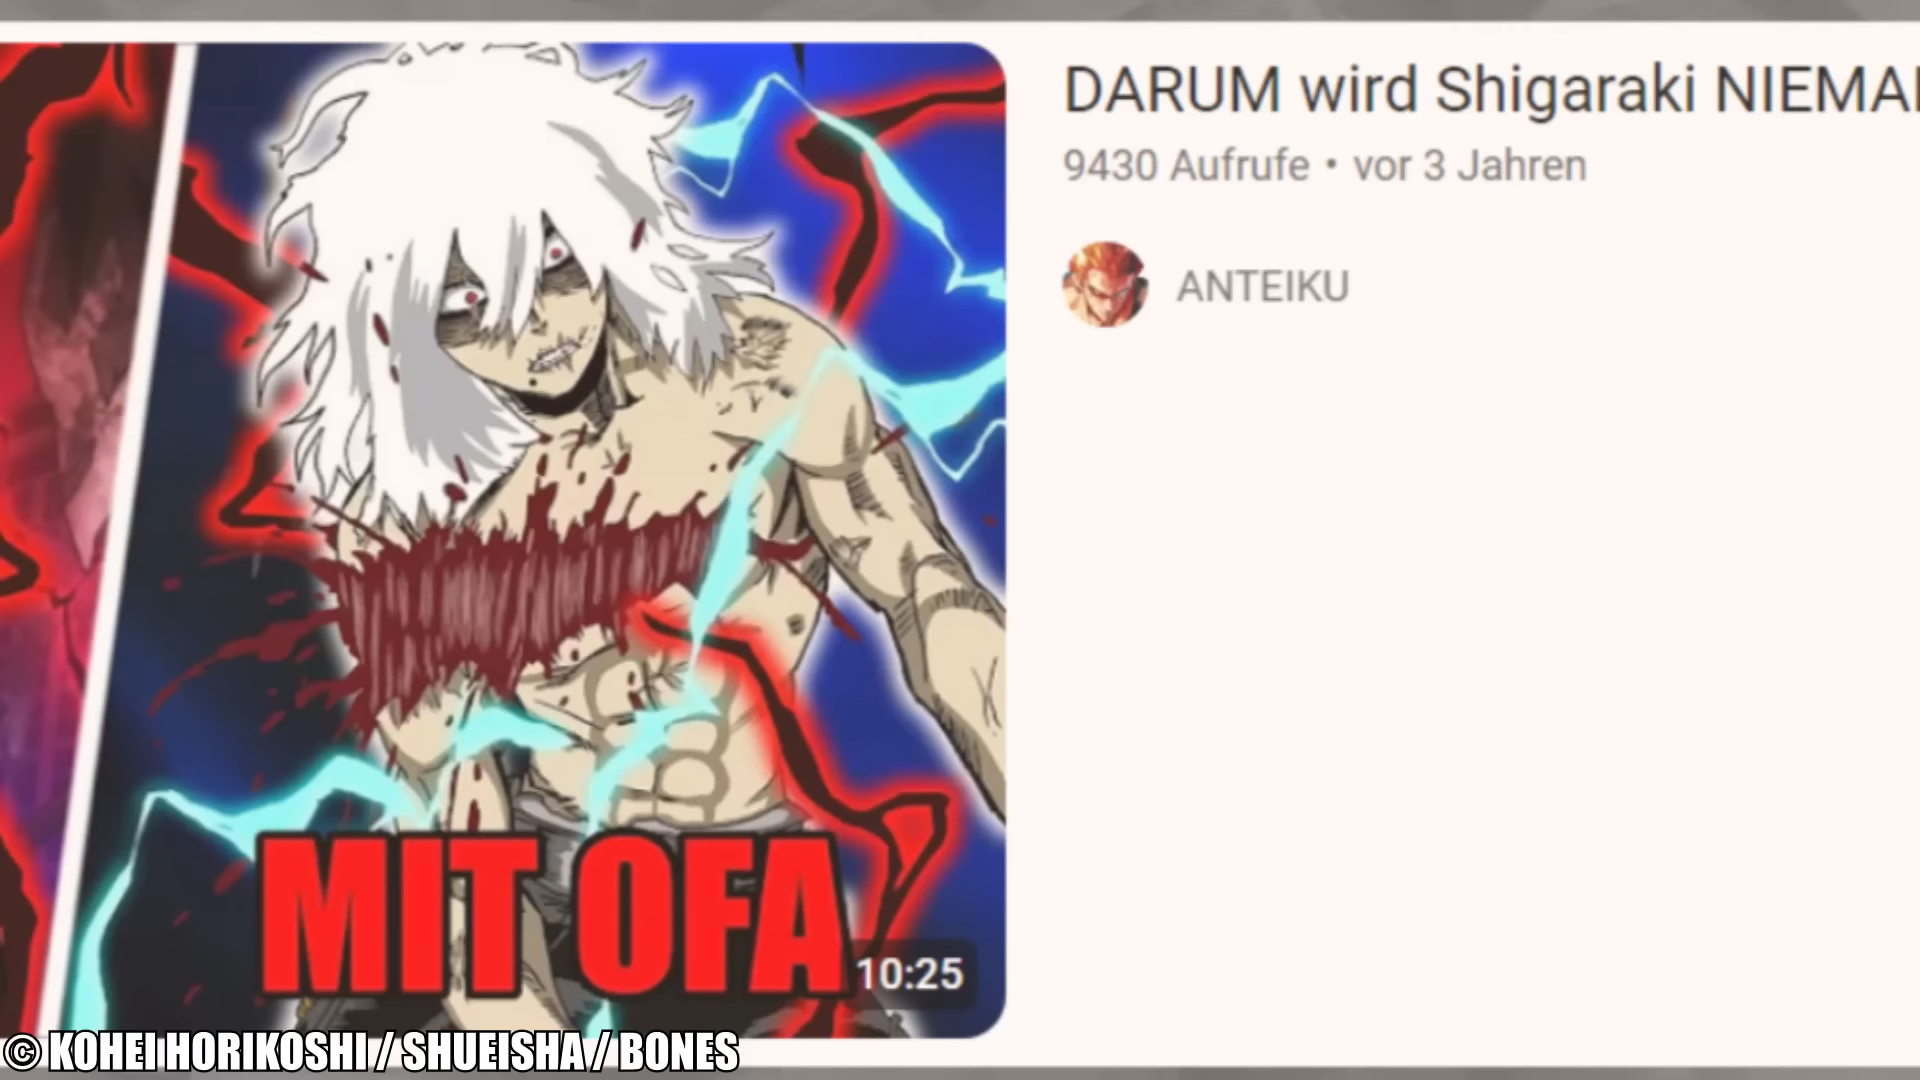 DARUM wird Shigaraki NIEMA
9430 Aufrufe • vor 3 Jahren
ANTEIKU
MIT OFA
10:25
© KOHEI HORIKOSHI / SHUEISHA / BONES